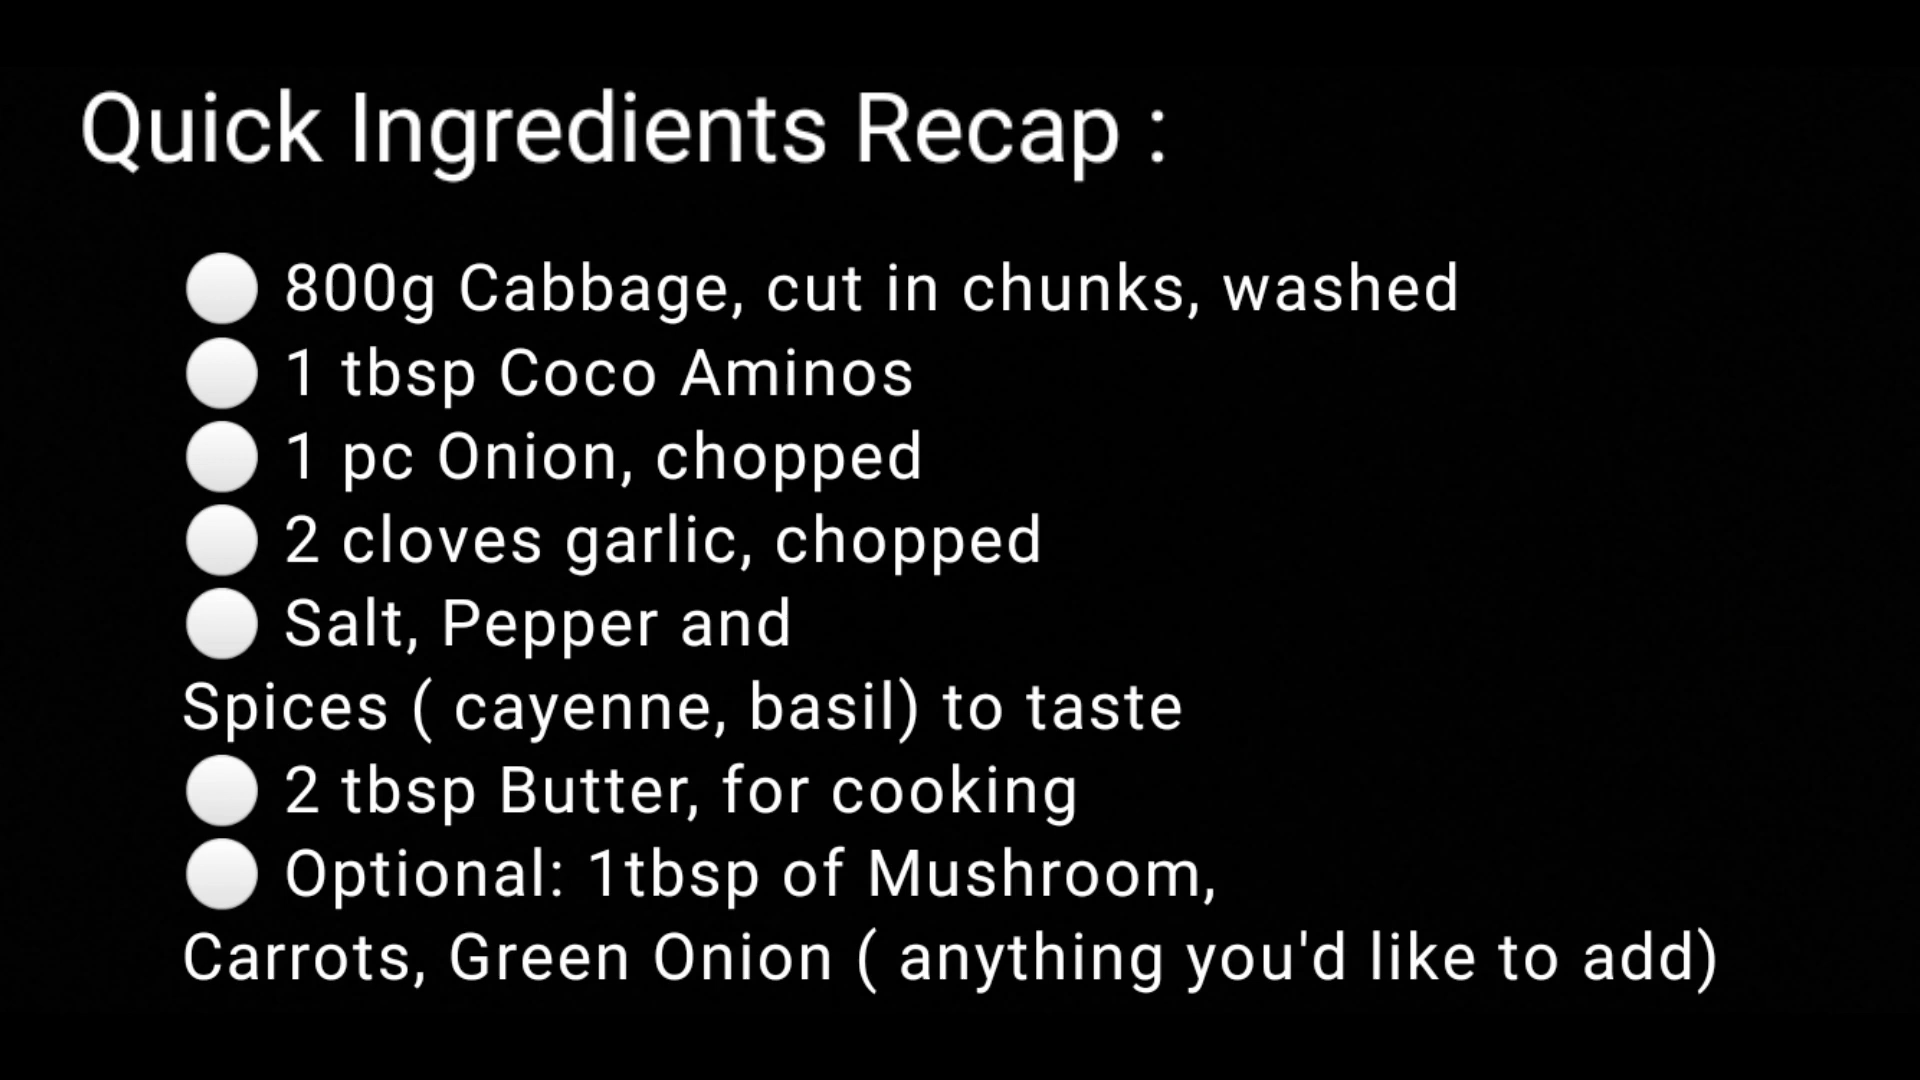 Quick Ingredients Recap :
⚪ 800g Cabbage, cut in chunks, washed
⚪ 1 tbsp Coco Aminos
⚪ 1 pc Onion, chopped
⚪ 2 cloves garlic, chopped
⚪ Salt, Pepper and
Spices ( cayenne, basil) to taste
⚪ 2 tbsp Butter, for cooking
⚪ Optional: 1tbsp of Mushroom,
Carrots, Green Onion ( anything you'd like to add)